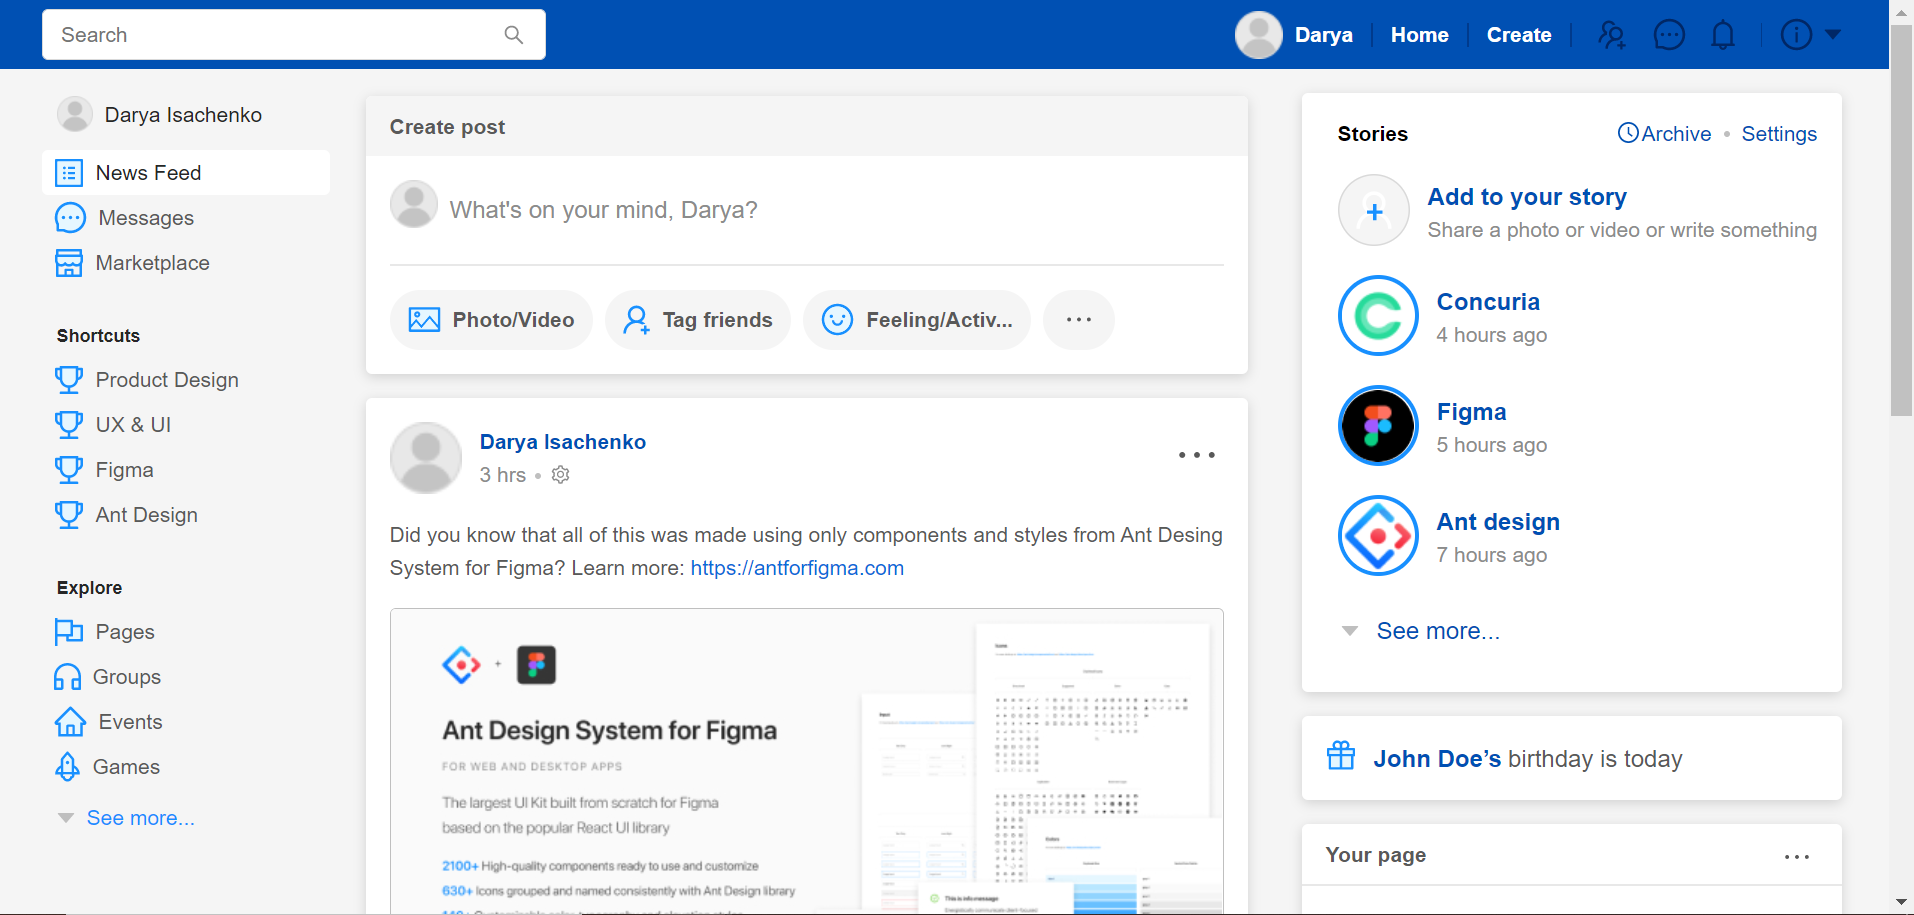 Search
Darya
Home
Create
Darya Isachenko
News Feed
Messages
Marketplace
Shortcuts
Product Design
UX & UI
Figma
Ant Design
Explore
Pages
Groups
Events
Games
See more...
Create post
What's on your mind, Darya?
Photo/Video
Tag friends
Feeling/Activ...
Darya Isachenko
3 hrs
Did you know that all of this was made using only components and styles from Ant Desing
System for Figma? Learn more: https://antforfigma.com
+
Ant Design System for Figma
FOR WEB AND DESKTOP APPS
The largest UI Kit built from scratch for Figma
based on the popular React UI library
2100+ High-quality components ready to use and customize
630+ Icons grouped and named consistently with Ant Design library
This is info message
Stories
Archive • Settings
Add to your story
Share a photo or video or write something
Concuria
4 hours ago
Figma
5 hours ago
Ant design
7 hours ago
See more...
John Doe’s birthday is today
Your page